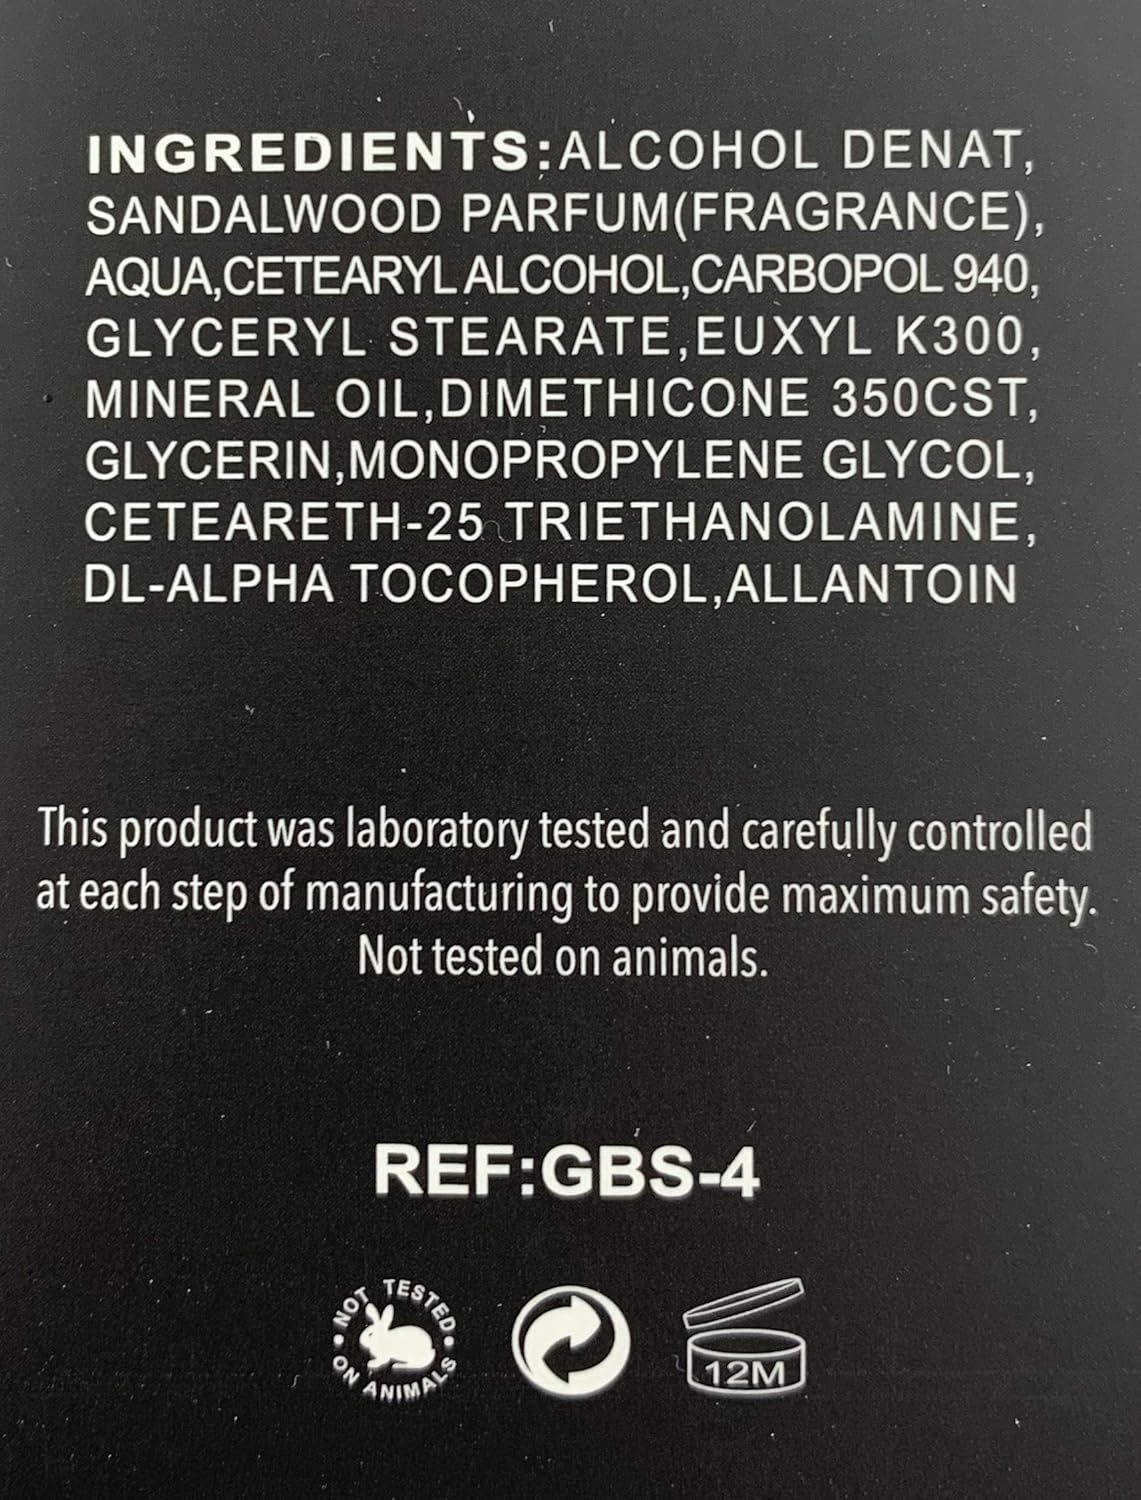 INGREDIENTS:ALCOHOL DENAT,
SANDALWOOD PARFUM(FRAGRANCE),
AQUA,CETEARYL ALCOHOL,CARBOPOL 940,
GLYCERYL STEARATE,EUXYL K300,
MINERAL OIL,DIMETHICONE 350CST,
GLYCERIN,MONOPROPYLENE GLYCOL,
CETEARETH-25 TRIETHANOLAMINE,
DL-ALPHA TOCOPHEROL,ALLANTOIN
This product was laboratory tested and carefully controlled
at each step of manufacturing to provide maximum safety.
Not tested on animals.
REF:GBS-4
NOT TESTED
ON ANIMALS
12M